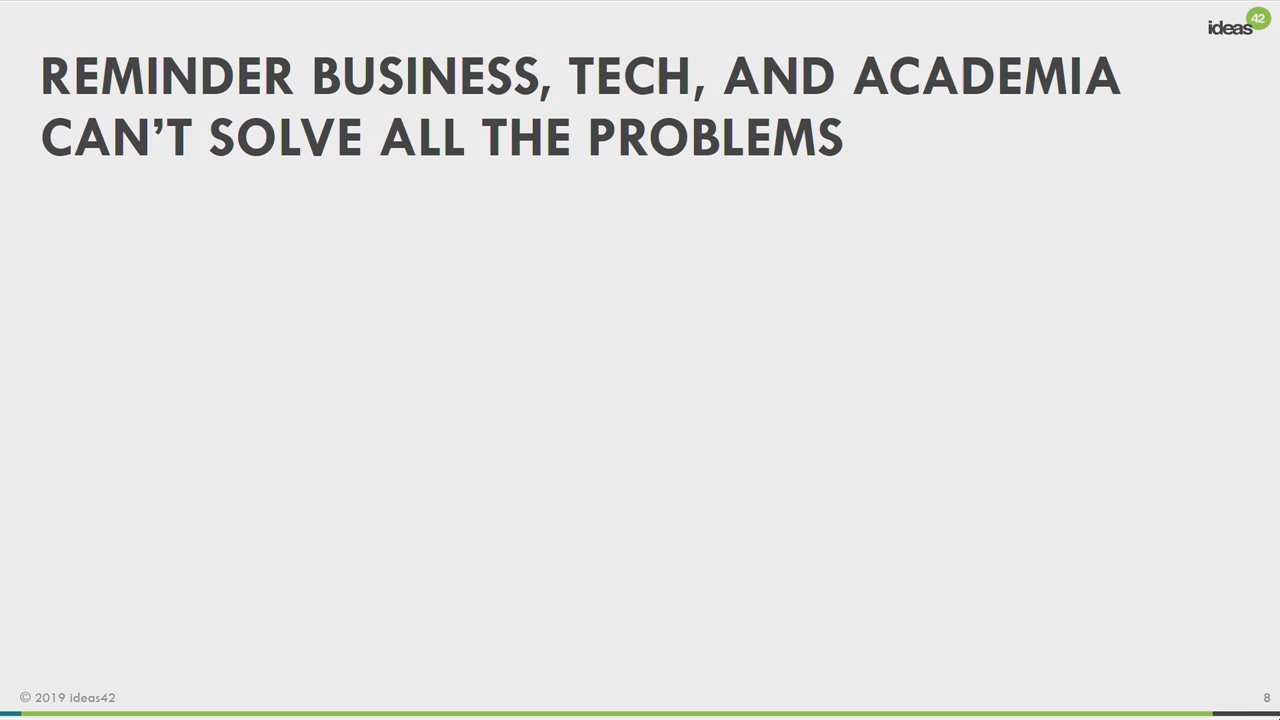 ideas42
REMINDER BUSINESS, TECH, AND ACADEMIA
CAN’T SOLVE ALL THE PROBLEMS
© 2019 ideas42
8